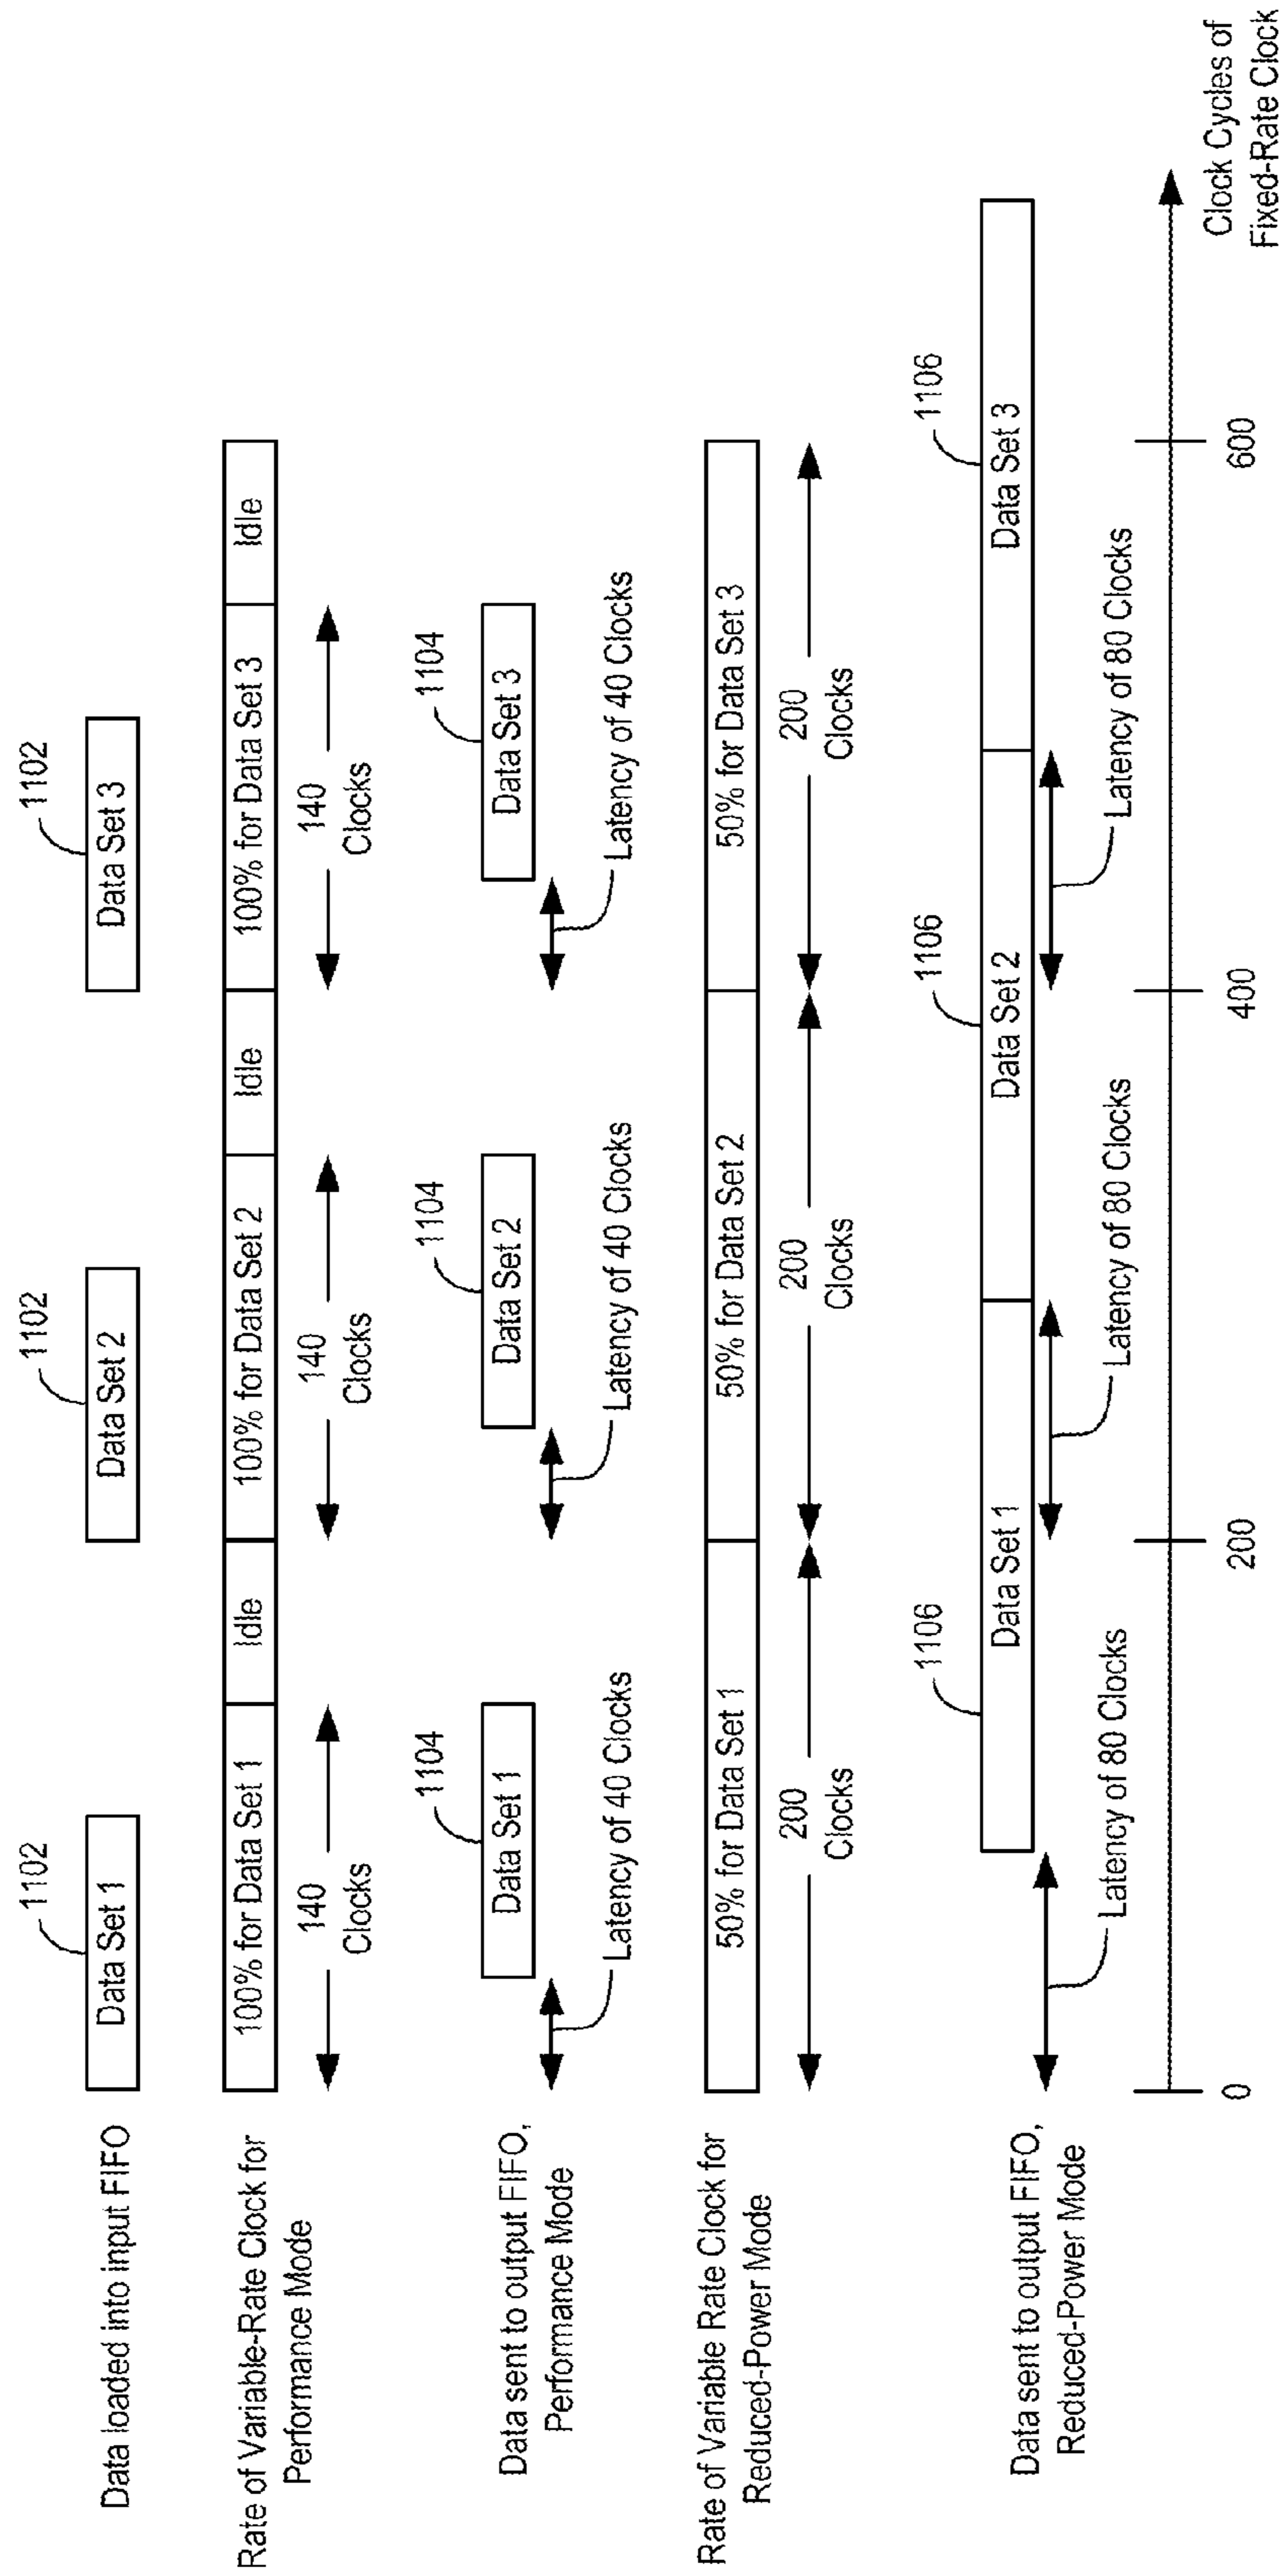 Data loaded into input FIFO
1102
Data Set 1
1102
Data Set 2
1102
Data Set 3
Rate of Variable-Rate Clock for
Performance Mode
100% for Data Set 1
Idle
100% for Data Set 2
Idle
100% for Data Set 3
Idle
140
Clocks
140
Clocks
140
Clocks
Data sent to output FIFO,
Performance Mode
1104
Data Set 1
1104
Data Set 2
1104
Data Set 3
Latency of 40 Clocks
Latency of 40 Clocks
Latency of 40 Clocks
Rate of Variable Rate Clock for
Reduced-Power Mode
50% for Data Set 1
50% for Data Set 2
50% for Data Set 3
200
Clocks
200
Clocks
200
Clocks
Data sent to output FIFO,
Reduced-Power Mode
1106
Data Set 1
1106
Data Set 2
1106
Data Set 3
Latency of 80 Clocks
Latency of 80 Clocks
Latency of 80 Clocks
0
200
400
600
Clock Cycles of
Fixed-Rate Clock